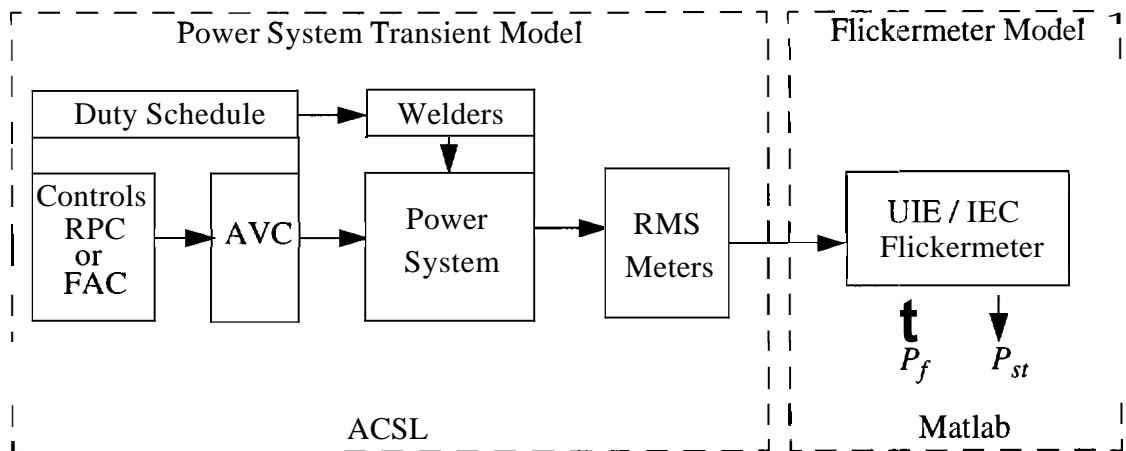 Power System Transient Model
Flickermeter Model
Duty Schedule
Welders
Controls
RPC
or
FAC
AVC
Power
System
RMS
Meters
UIE / IEC
Flickermeter
t
P_f
P_st
ACSL
Matlab